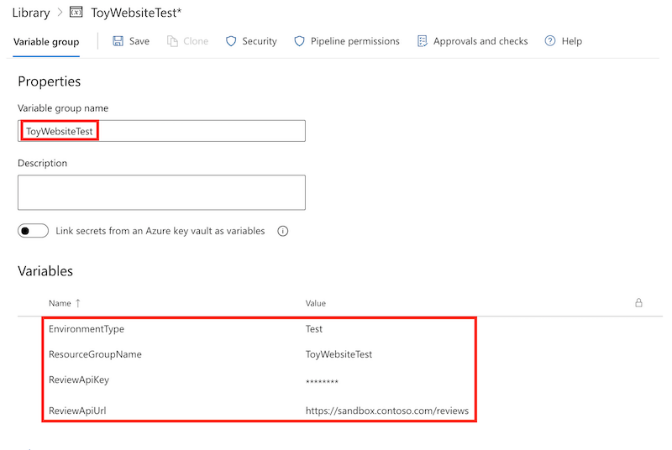 Library > ToyWebsiteTest*
Variable group Save Clone Security Pipeline permissions Approvals and checks Help
Properties
Variable group name
ToyWebsiteTest
Description
Link secrets from an Azure key vault as variables
Variables
Name ↑ Value
EnvironmentType Test
ResourceGroupName ToyWebsiteTest
ReviewApiKey ********
ReviewApiUrl https://sandbox.contoso.com/reviews